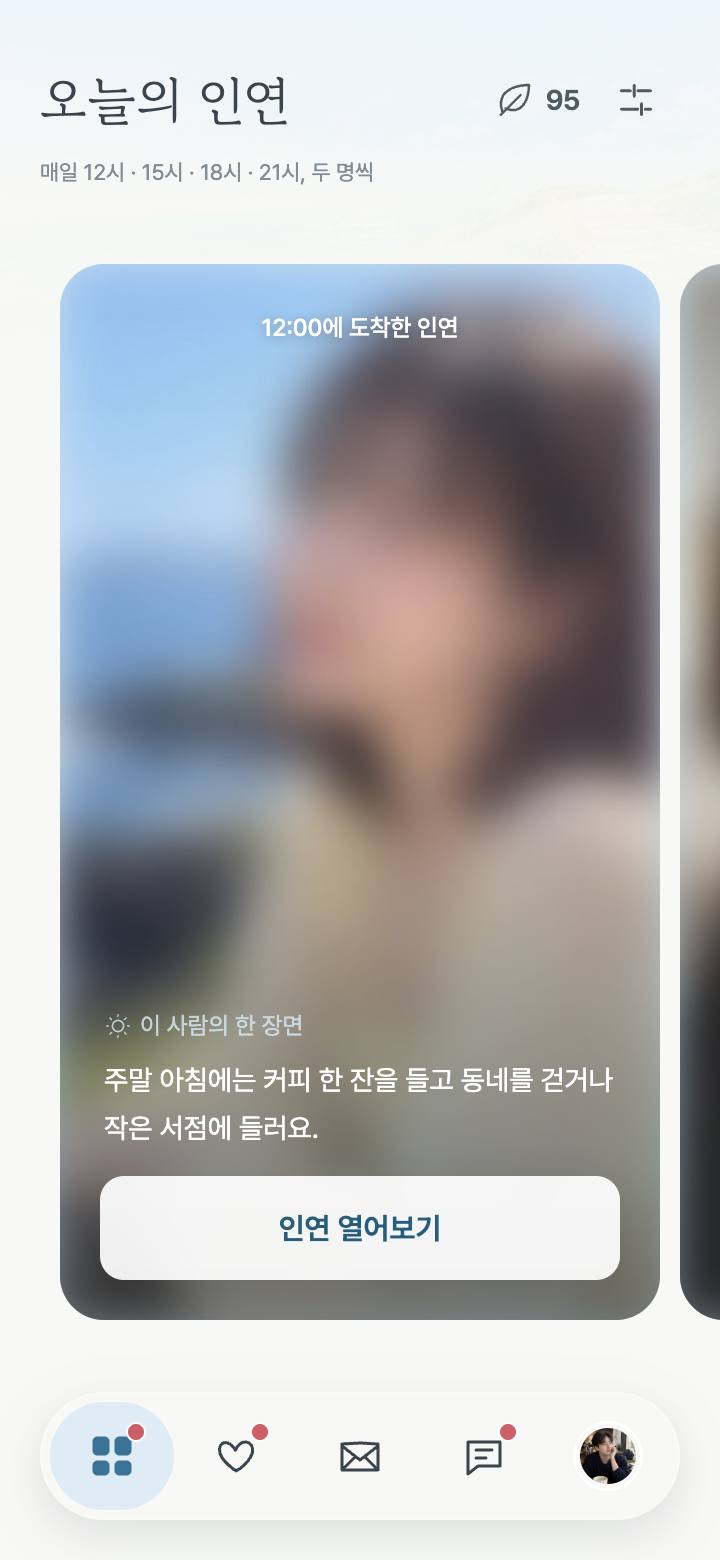 오늘의 인연
95
매일 12시 · 15시 · 18시 · 21시, 두 명씩
12:00에 도착한 인연
이 사람의 한 장면
주말 아침에는 커피 한 잔을 들고 동네를 걷거나
작은 서점에 들러요.
인연 열어보기